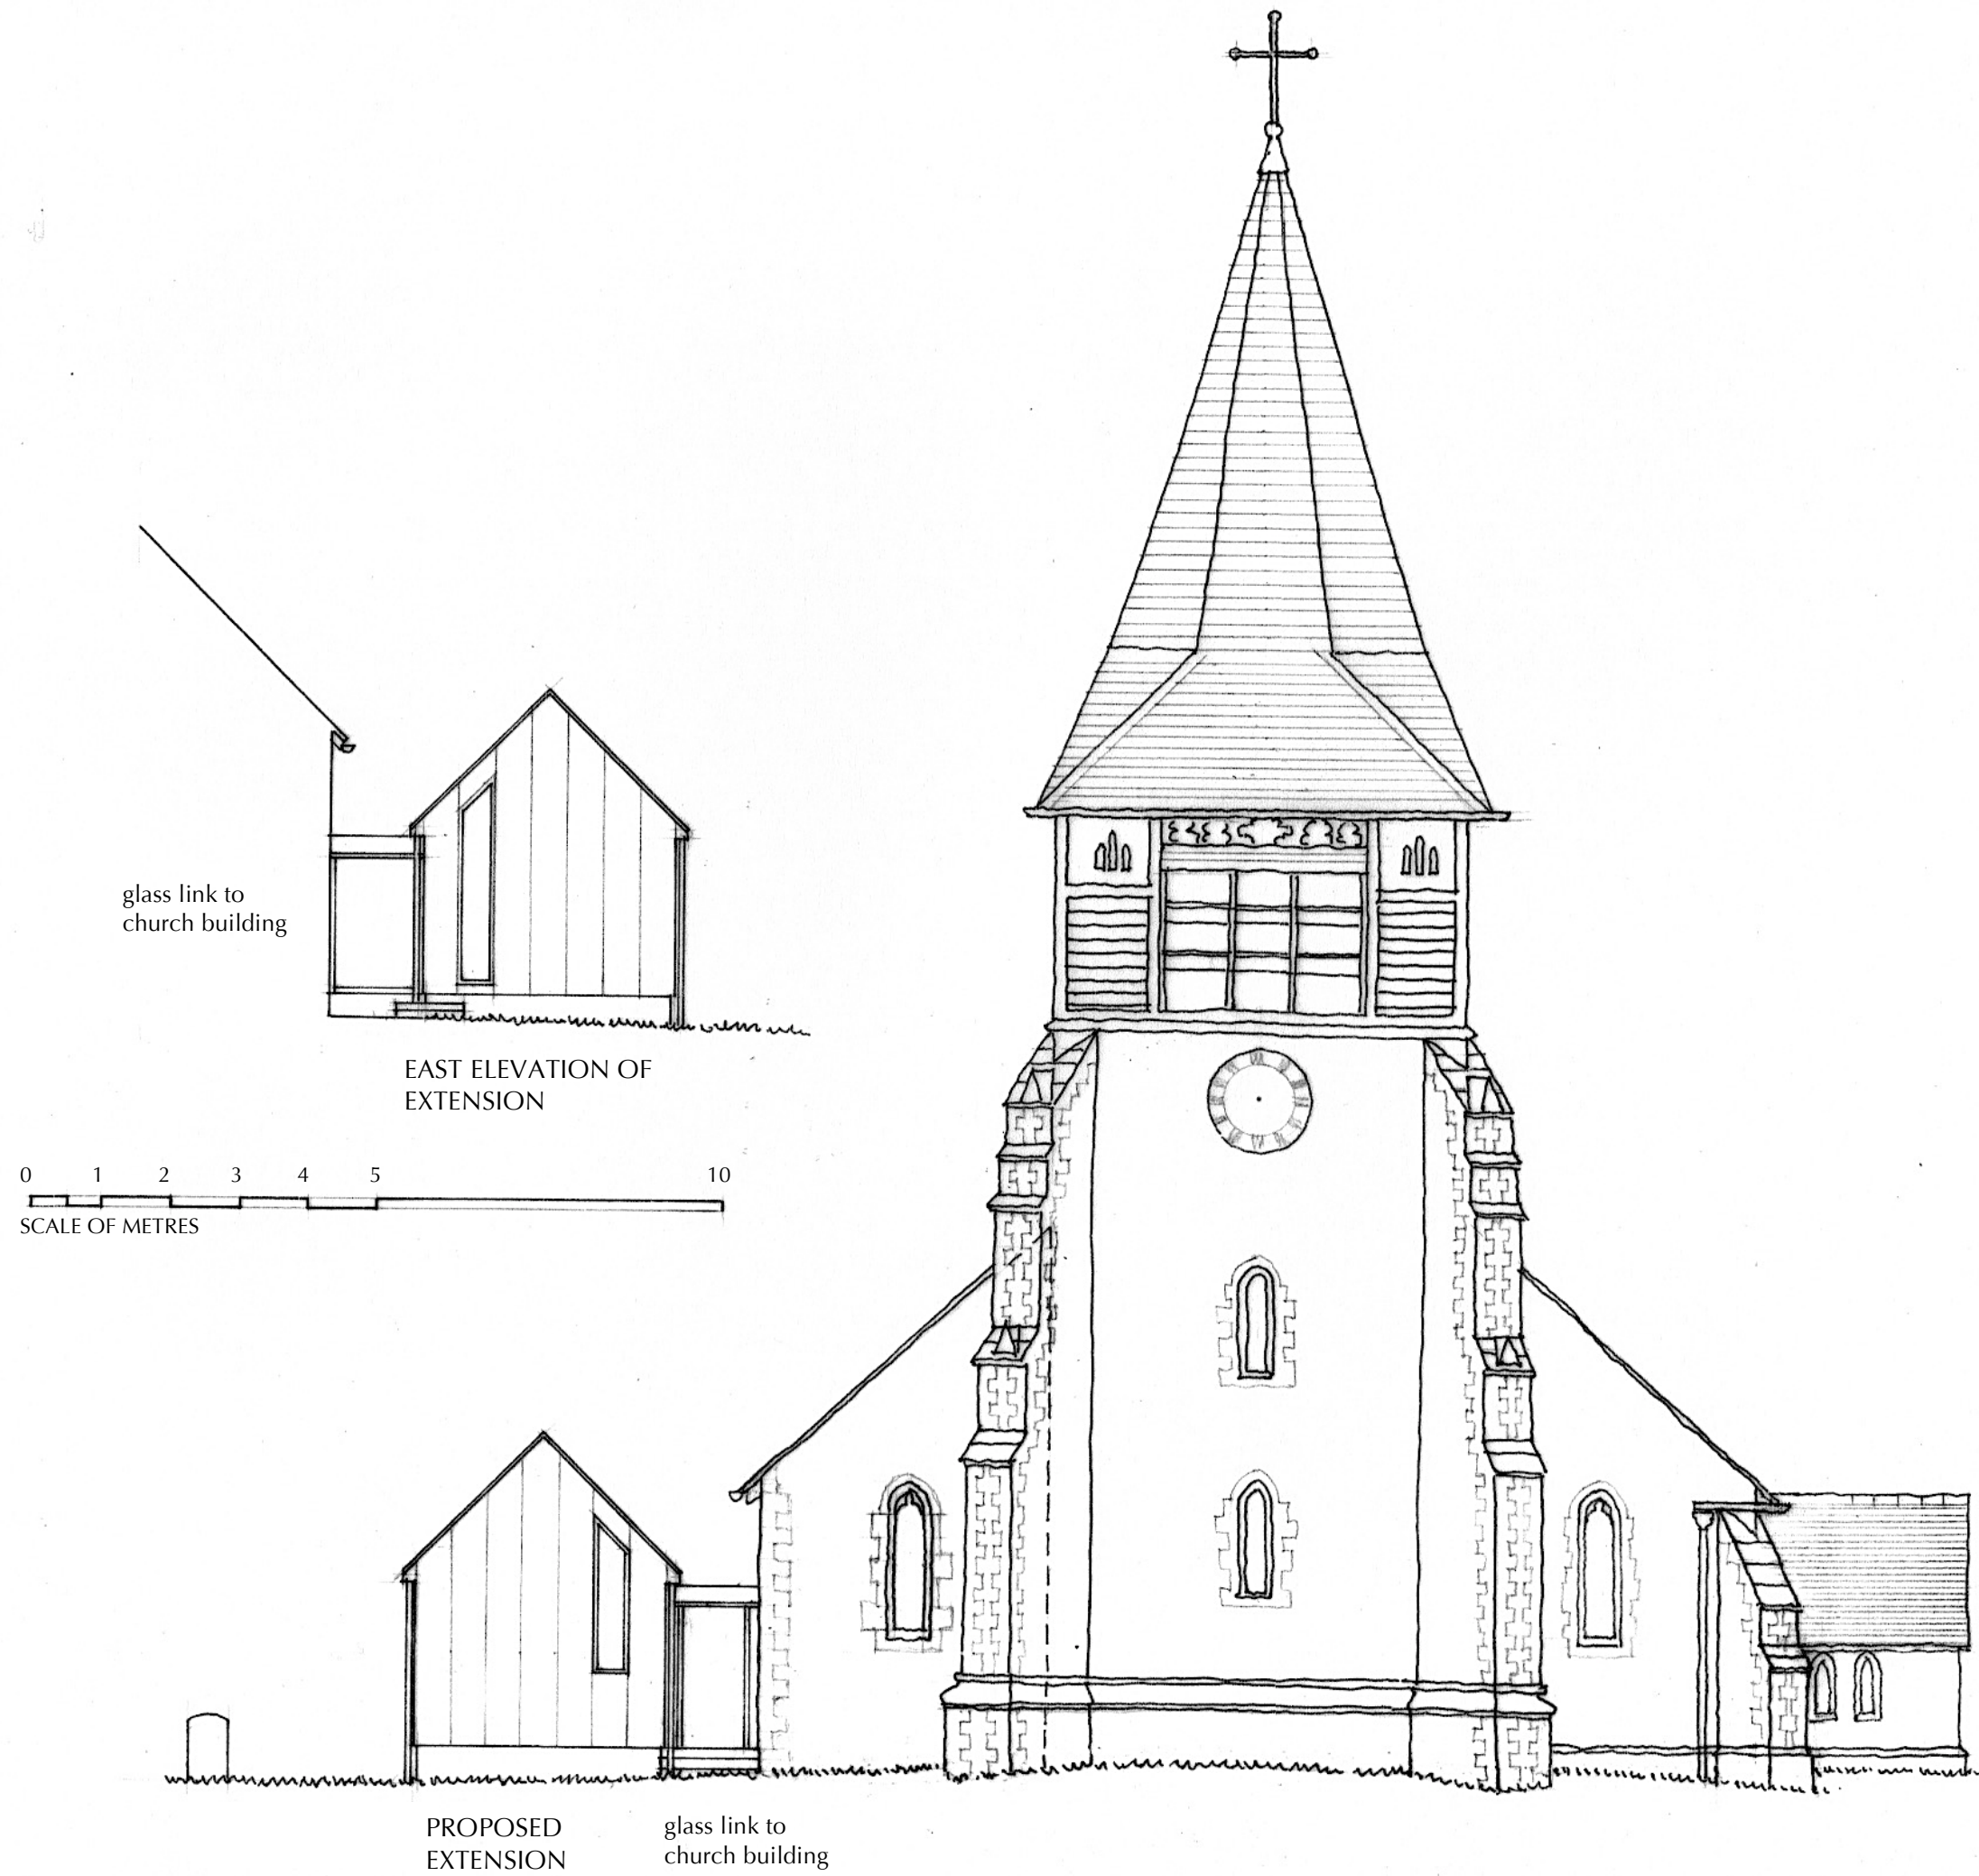 glass link to
church building
EAST ELEVATION OF
EXTENSION
0 1 2 3 4 5 10
SCALE OF METRES
PROPOSED
EXTENSION
glass link to
church building